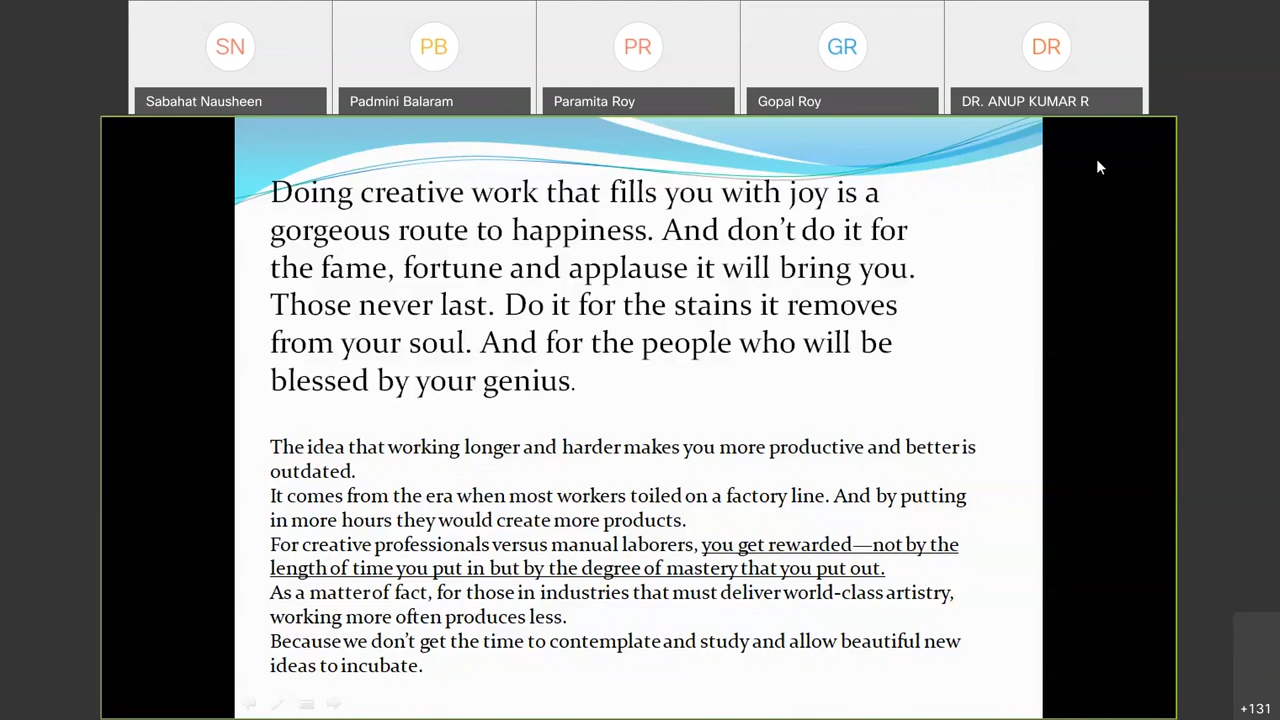 SN
PB
PR
GR
DR
Sabahat Nausheen
Padmini Balaram
Paramita Roy
Gopal Roy
DR. ANUP KUMAR R
Doing creative work that fills you with joy is a
gorgeous route to happiness. And don’t do it for
the fame, fortune and applause it will bring you.
Those never last. Do it for the stains it removes
from your soul. And for the people who will be
blessed by your genius.
The idea that working longer and harder makes you more productive and better is
outdated.
It comes from the era when most workers toiled on a factory line. And by putting
in more hours they would create more products.
For creative professionals versus manual laborers, you get rewarded—not by the
length of time you put in but by the degree of mastery that you put out.
As a matter of fact, for those in industries that must deliver world-class artistry,
working more often produces less.
Because we don’t get the time to contemplate and study and allow beautiful new
ideas to incubate.
+131